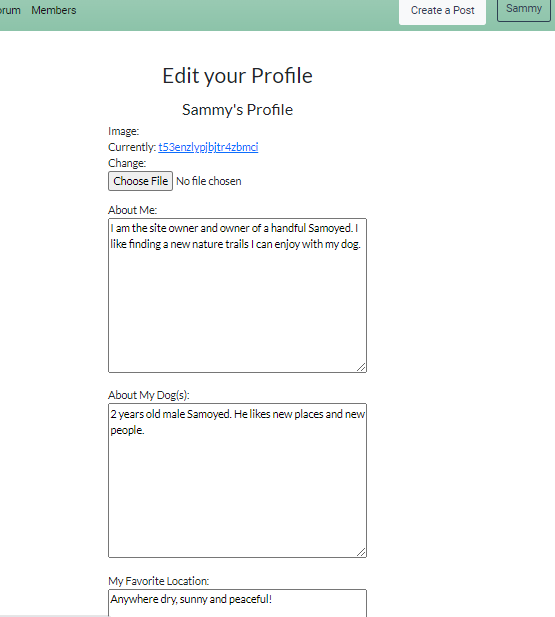 orum Members Create a Post Sammy
Edit your Profile
Sammy's Profile
Image:
Currently: t53enzlypjbjtr4zbmci
Change:
Choose File No file chosen
About Me:
I am the site owner and owner of a handful Samoyed. I
like finding a new nature trails I can enjoy with my dog.
About My Dog(s):
2 years old male Samoyed. He likes new places and new
people.
My Favorite Location:
Anywhere dry, sunny and peaceful!